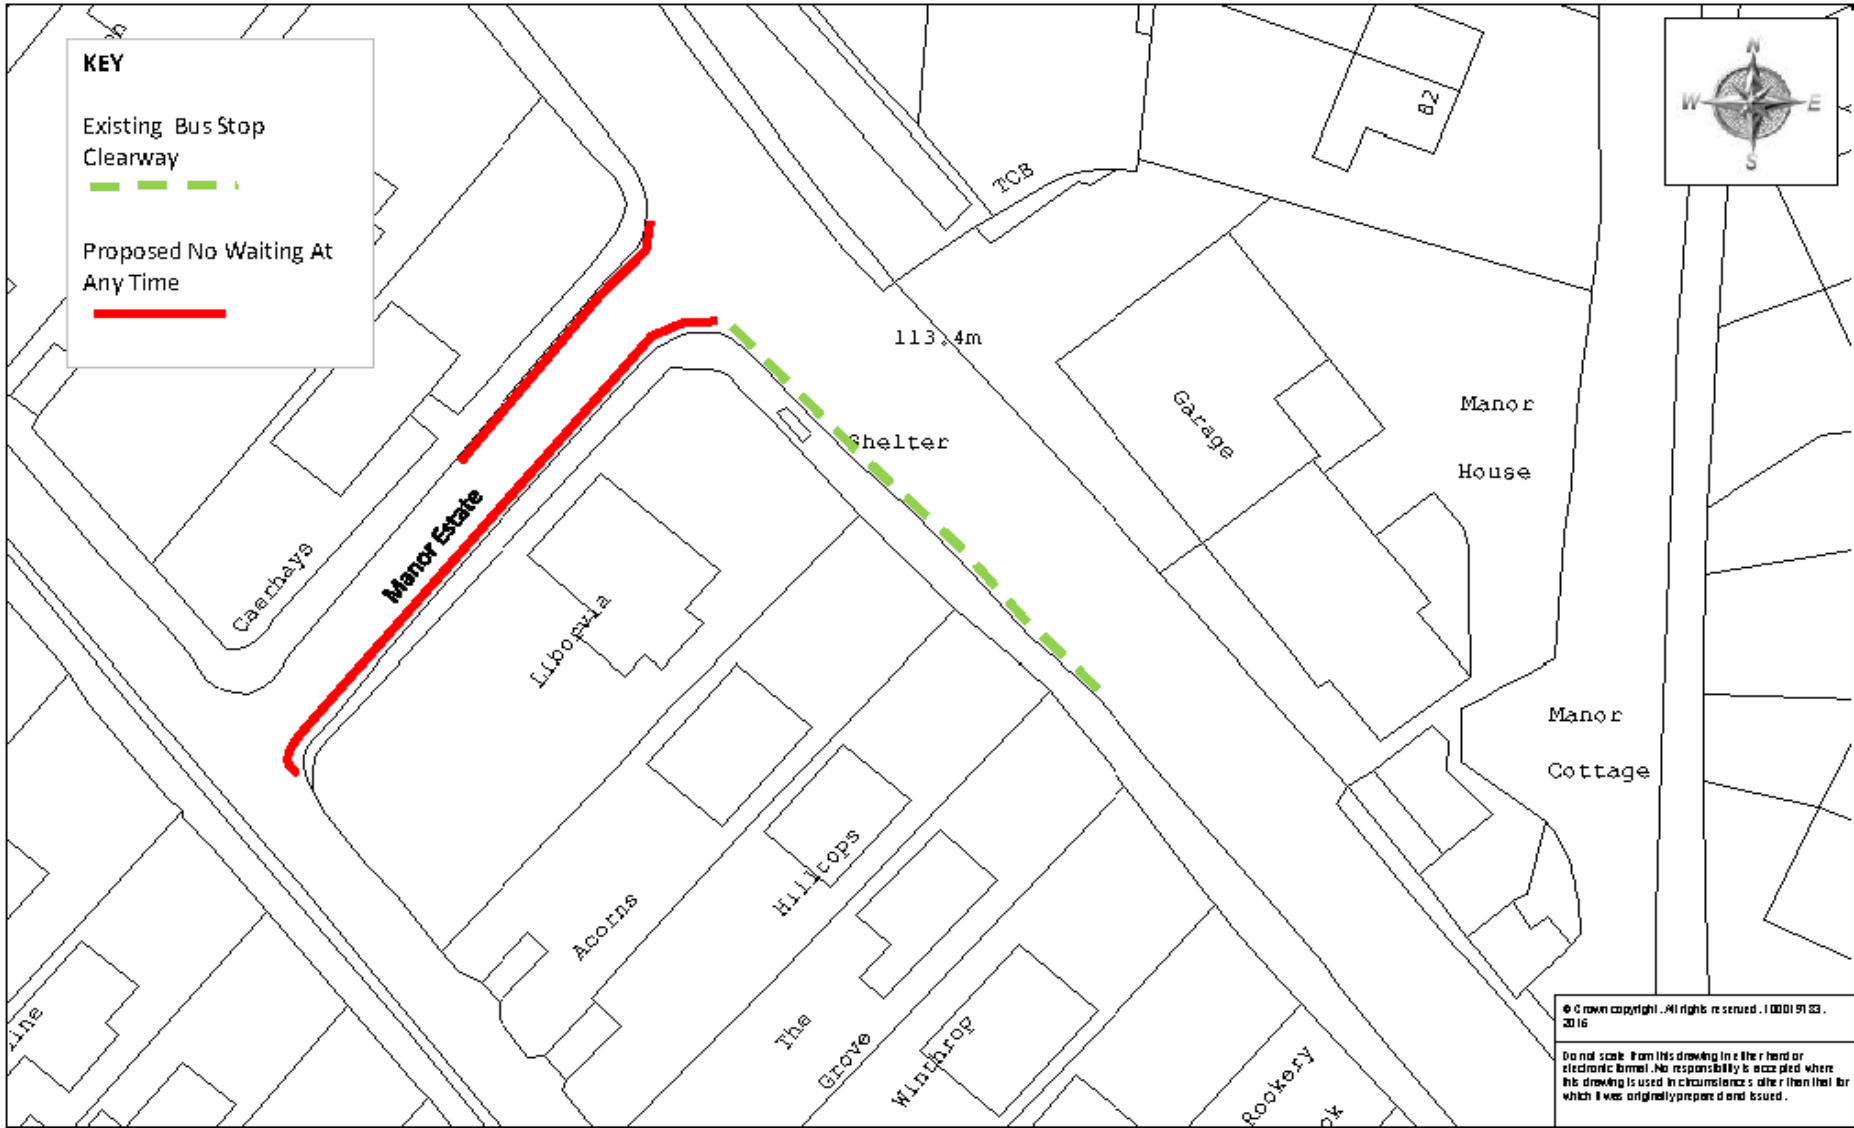 KEY
Existing Bus Stop
Clearway
Proposed No Waiting At
Any Time
N
W E
S
82
TCB
113.4m
Garage
Manor
House
Shelter
Manor Estate
Caerhays
Manor
Cottage
Hilltops
Acorns
The
Grove
Winthrop
Rookery
© Crown copyright. All rights reserved. 100019183.
2016
Do not scale from this drawing in either hard or
electronic format. No responsibility is accepted where
this drawing is used in circumstances other than that for
which it was originally prepared and issued.